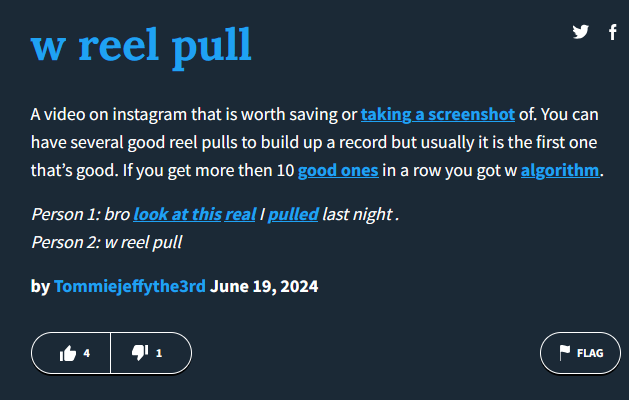 w reel pull
A video on instagram that is worth saving or taking a screenshot of. You can
have several good reel pulls to build up a record but usually it is the first one
that’s good. If you get more then 10 good ones in a row you got w algorithm.
Person 1: bro look at this real I pulled last night .
Person 2: w reel pull
by Tommiejeffythe3rd June 19, 2024
4 1 FLAG